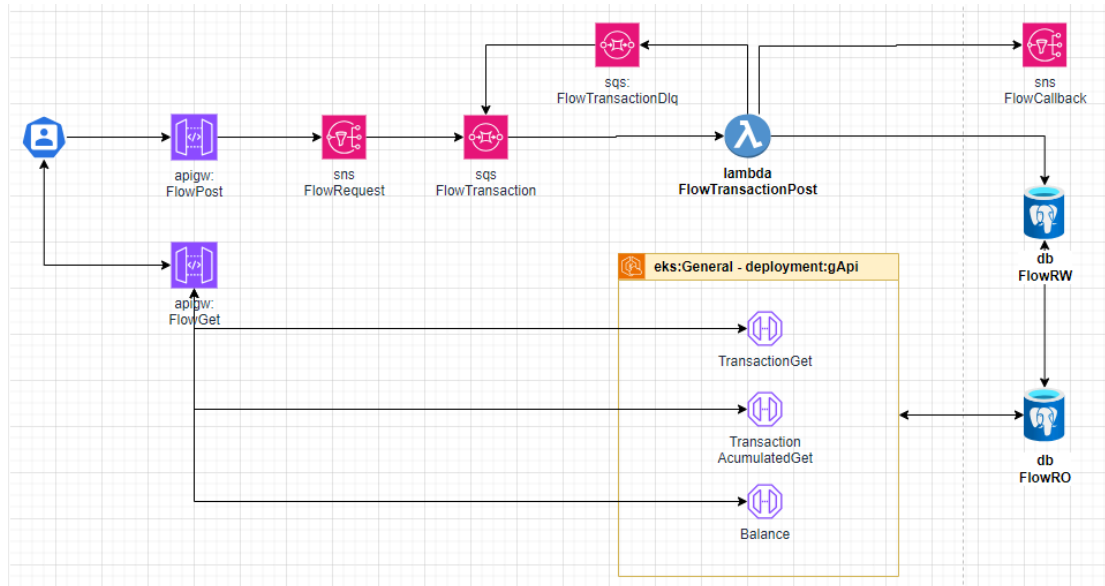 sqs:
FlowTransactionDlq
sns
FlowCallback
apigw:
FlowPost
sns
FlowRequest
sqs
FlowTransaction
lambda
FlowTransactionPost
db
FlowRW
apigw:
FlowGet
eks:General - deployment:gApi
TransactionGet
Transaction
AcumulatedGet
Balance
db
FlowRO